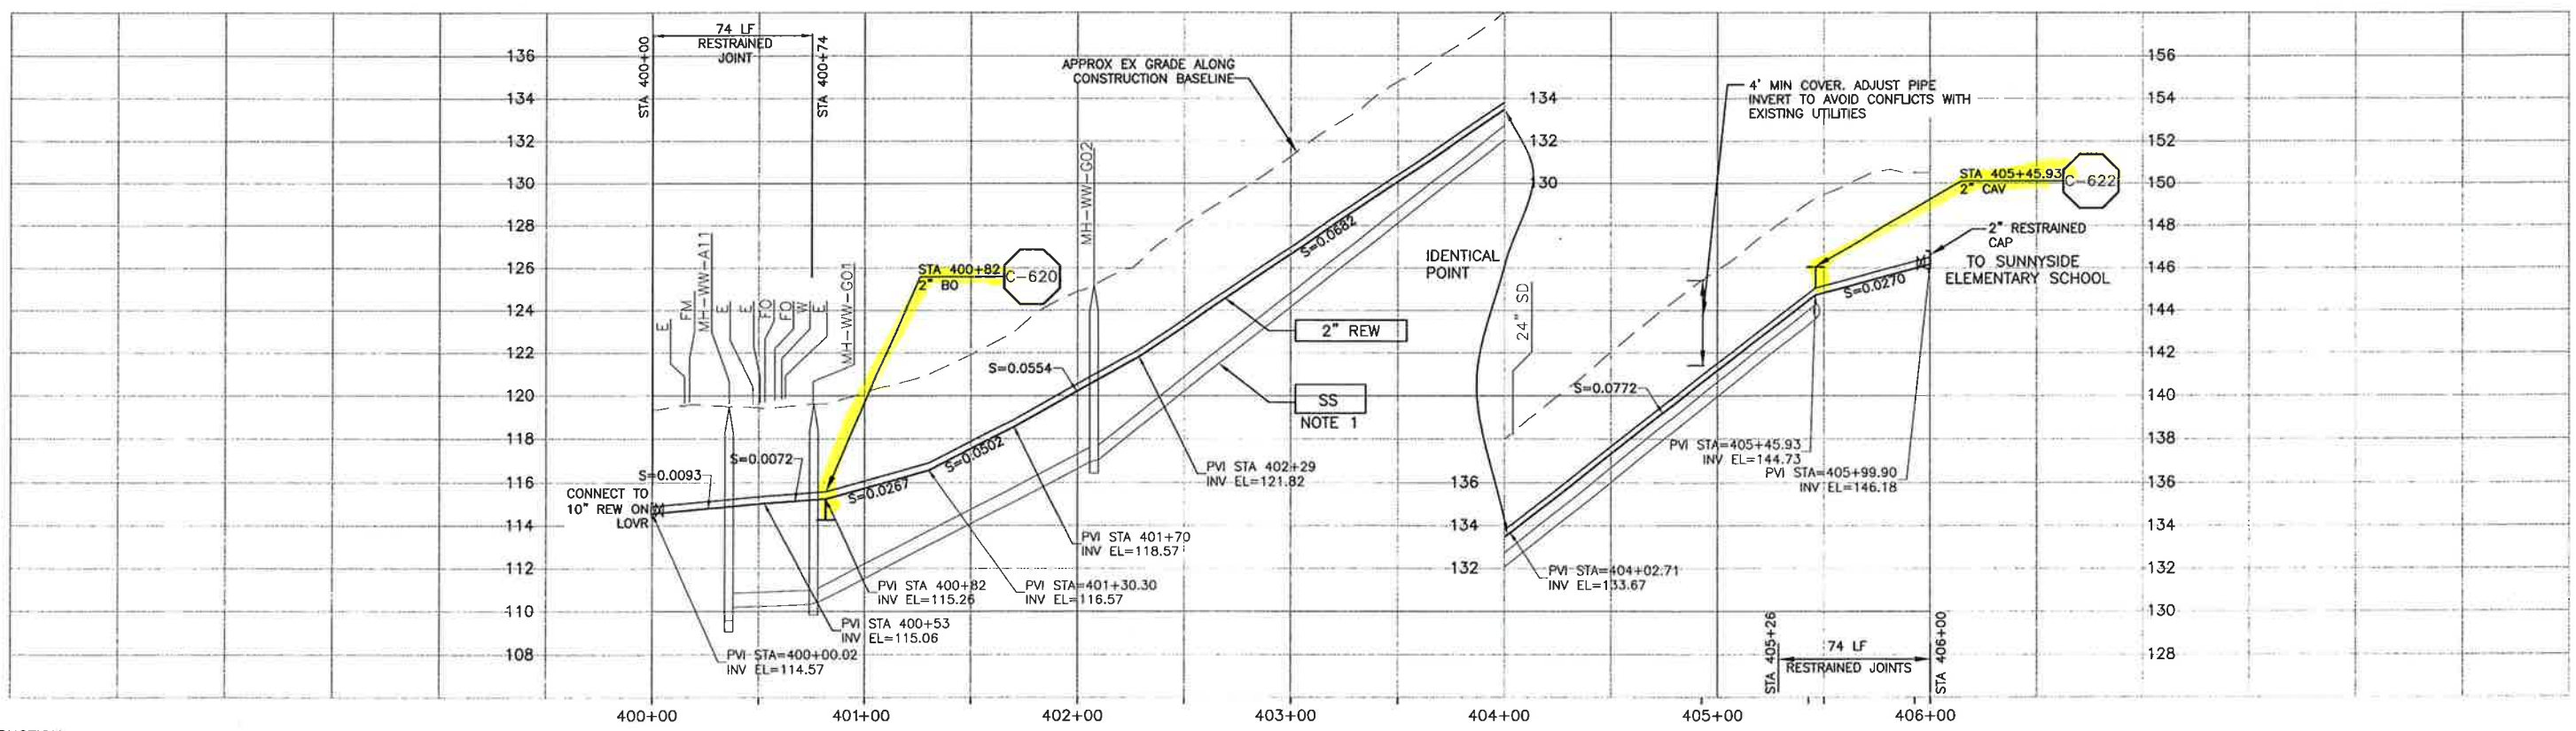 74 LF
RESTRAINED
JOINT
STA 400+00
STA 400+74
136
134
132
130
128
126
124
122
120
118
116
114
112
110
108
APPROX EX GRADE ALONG
CONSTRUCTION BASELINE
E
FM
MH-WW-A11
E
E
FO
FO
W
E
MH-WW-G01
STA 400+82
2" BO
C-620
MH-WW-G02
S=0.0093
S=0.0072
S=0.0267
S=0.0502
S=0.0554
S=0.0682
CONNECT TO
10" REW ON
LOVR
2" REW
SS
NOTE 1
PVI STA=400+00.02
INV EL=114.57
PVI STA 400+53
INV EL=115.06
PVI STA 400+82
INV EL=115.26
PVI STA=401+30.30
INV EL=116.57
PVI STA 401+70
INV EL=118.57
PVI STA 402+29
INV EL=121.82
134
132
130
IDENTICAL
POINT
24" SD
136
134
132
PVI STA=404+02.71
INV EL=133.67
4' MIN COVER. ADJUST PIPE
INVERT TO AVOID CONFLICTS WITH
EXISTING UTILITIES
STA 405+45.93
2" CAV
C-622
2" RESTRAINED
CAP
TO SUNNYSIDE
ELEMENTARY SCHOOL
S=0.0772
S=0.0270
PVI STA=405+45.93
INV EL=144.73
PVI STA=405+99.90
INV EL=146.18
STA 405+26
74 LF
RESTRAINED JOINTS
STA 406+00
156
154
152
150
148
146
144
142
140
138
136
134
132
130
128
400+00
401+00
402+00
403+00
404+00
405+00
406+00